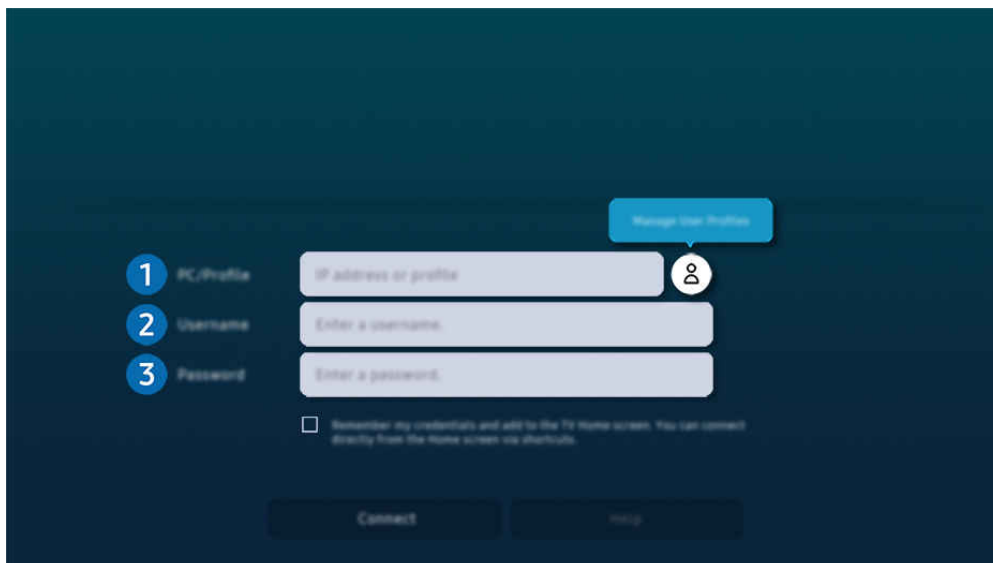 Manage User Profiles
1 PC/Profile IP address or profile
2 Username Enter a username.
3 Password Enter a password.
Remember my credentials and add to the TV Home screen. You can connect
directly from the Home screen via shortcuts.
Connect Help